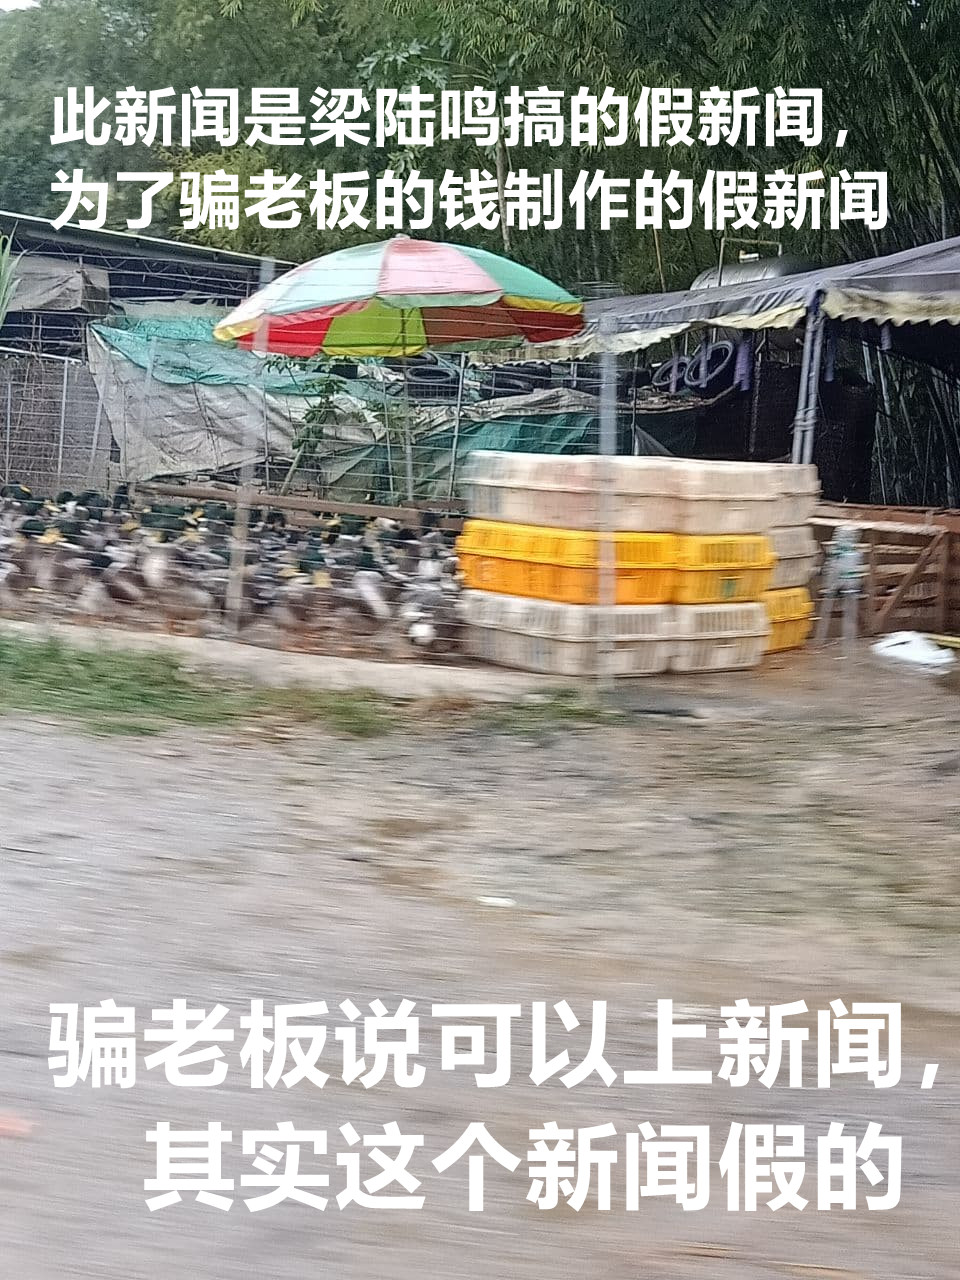 此新闻是梁陆鸣搞的假新闻，
为了骗老板的钱制作的假新闻
骗老板说可以上新闻，
其实这个新闻假的